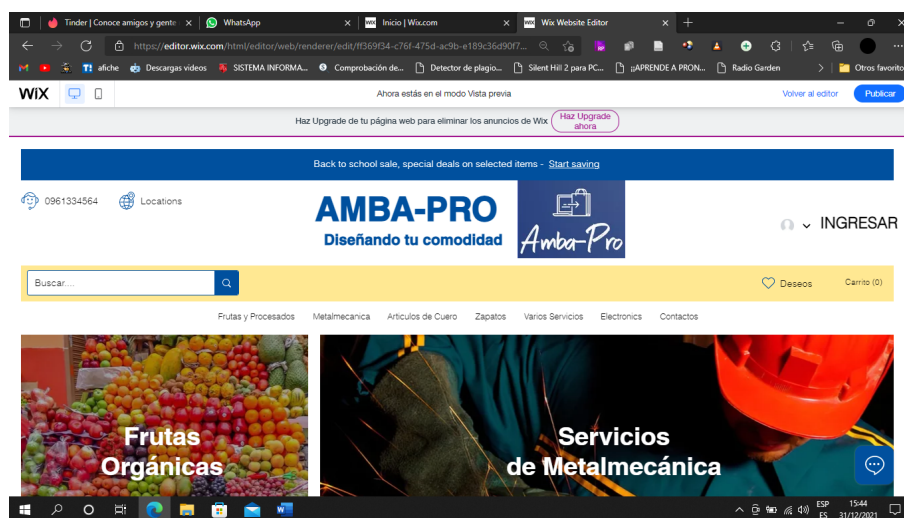 Tinder | Conoce amigos y gente
WhatsApp
Inicio | Wix.com
Wix Website Editor
https://editor.wix.com/html/editor/web/renderer/edit/ff369f34-c76f-475d-ac9b-e189c36d90f7...
afiche
Descargas videos
SISTEMA INFORMA...
Comprobación de...
Detector de plagio...
Silent Hill 2 para PC...
¡¡APRENDE A PRON...
Radio Garden
Otros favoritos
WiX
Ahora estás en el modo Vista previa
Volver al editor
Publicar
Haz Upgrade de tu página web para eliminar los anuncios de Wix
Haz Upgrade
ahora
Back to school sale, special deals on selected items - Start saving
0961334564
Locations
AMBA-PRO
Diseñando tu comodidad
Amba-Pro
INGRESAR
Buscar....
Deseos
Carrito (0)
Frutas y Procesados
Metalmecanica
Articulos de Cuero
Zapatos
Varios Servicios
Electronics
Contactos
Frutas
Orgánicas
Servicios
de Metalmecánica
ESP
ES
15:44
31/12/2021